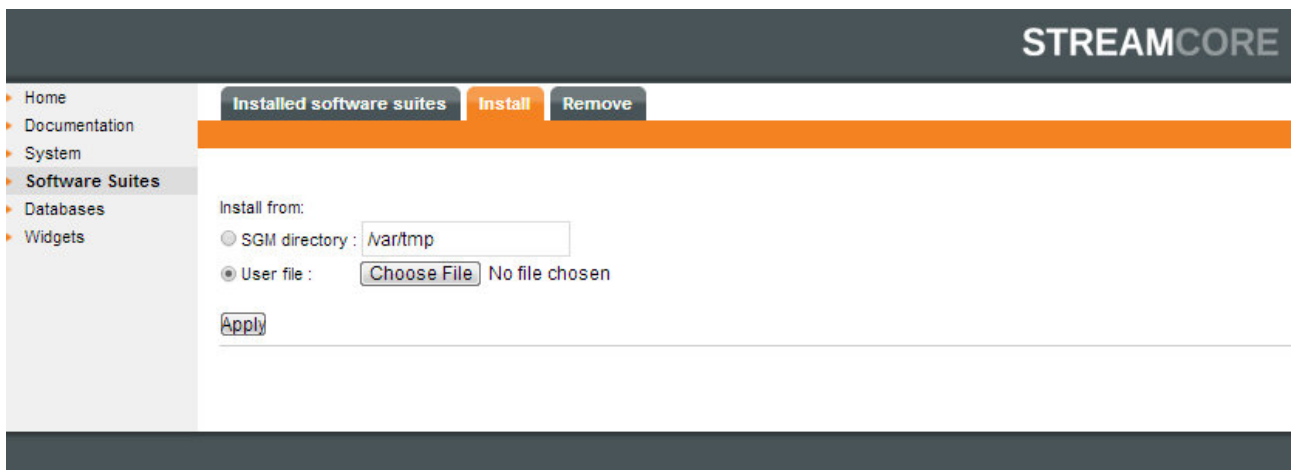 STREAMCORE
Home
Documentation
System
Software Suites
Databases
Widgets
Installed software suites
Install
Remove
Install from:
SGM directory : /var/tmp
User file : Choose File No file chosen
Apply